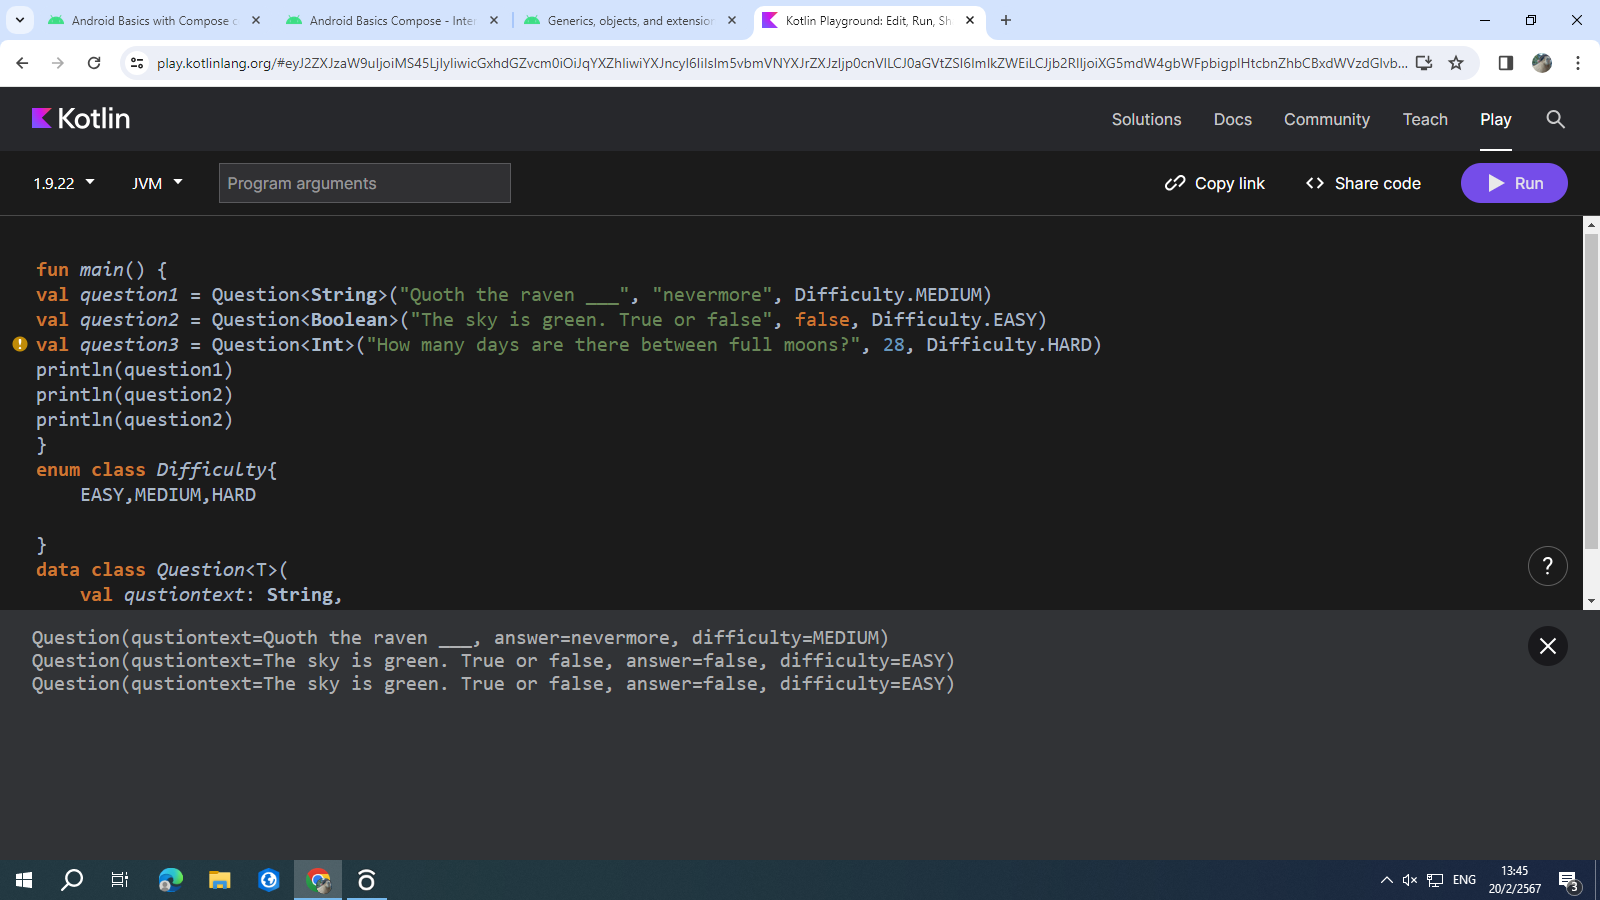 Android Basics with Compose
Android Basics Compose - Inter
Generics, objects, and extension
Kotlin Playground: Edit, Run, Sh
Kotlin
Solutions
Docs
Community
Teach
Play
1.9.22
JVM
Program arguments
Copy link
Share code
Run
fun main() {
val question1 = Question<String>("Quoth the raven ___", "nevermore", Difficulty.MEDIUM)
val question2 = Question<Boolean>("The sky is green. True or false", false, Difficulty.EASY)
val question3 = Question<Int>("How many days are there between full moons?", 28, Difficulty.HARD)
println(question1)
println(question2)
println(question2)
}
enum class Difficulty{
EASY,MEDIUM,HARD
}
data class Question<T>(
val qustiontext: String,
?
Question(qustiontext=Quoth the raven ___, answer=nevermore, difficulty=MEDIUM)
Question(qustiontext=The sky is green. True or false, answer=false, difficulty=EASY)
Question(qustiontext=The sky is green. True or false, answer=false, difficulty=EASY)
ENG
13:45
20/2/2567
3